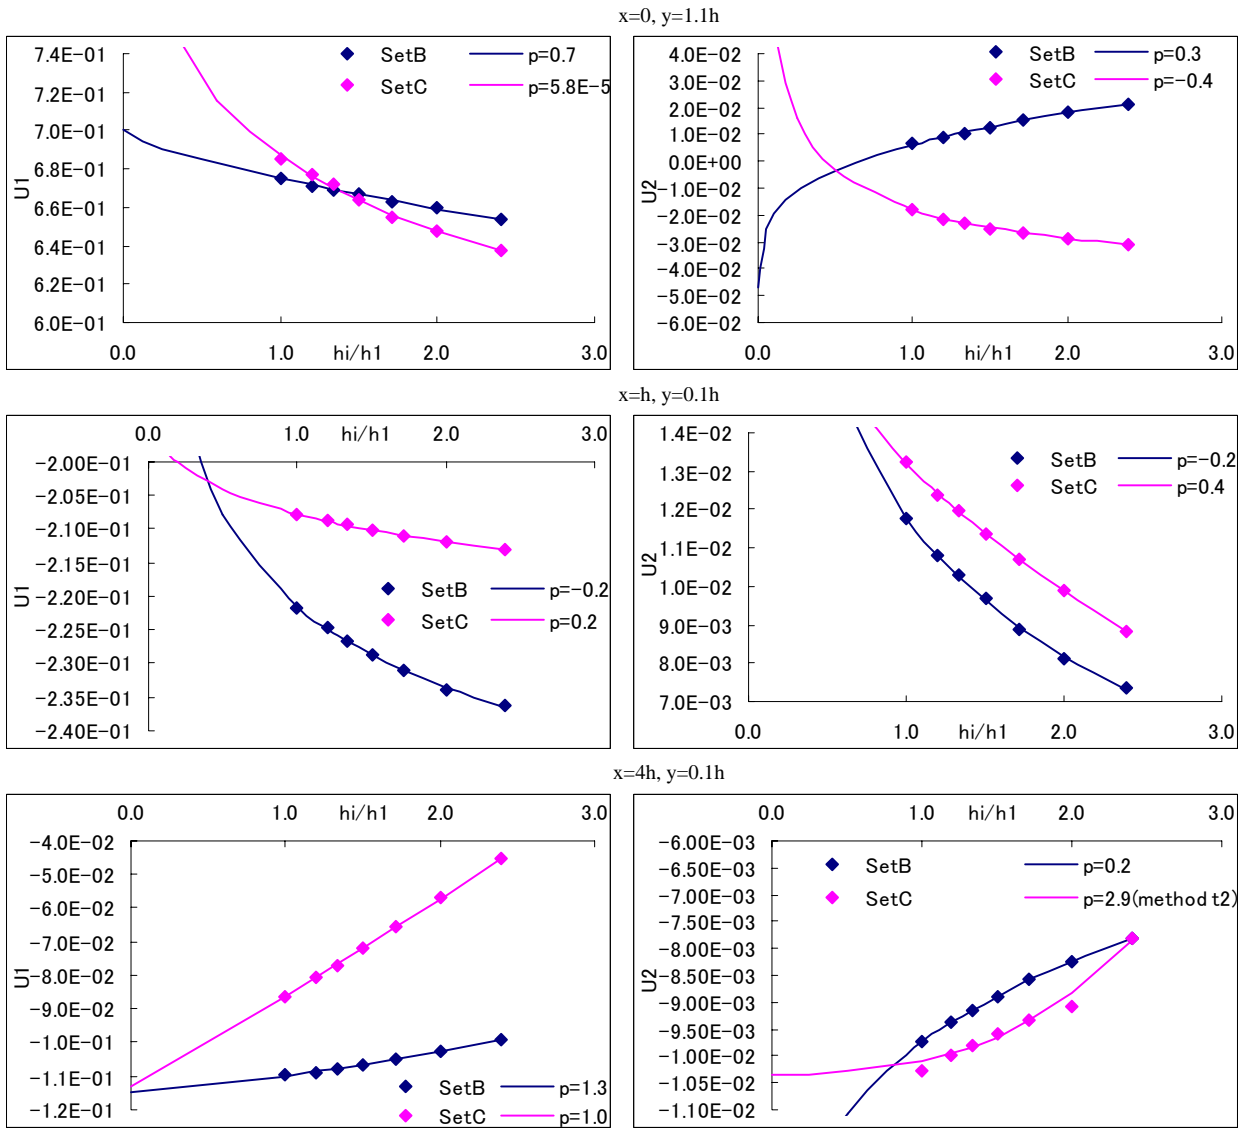 x=0, y=1.1h
7.4E-01
7.2E-01
7.0E-01
6.8E-01
6.6E-01
6.4E-01
6.2E-01
6.0E-01
U1
0.0 1.0 hi/h1 2.0 3.0
SetB p=0.7
SetC p=5.8E-5
4.0E-02
3.0E-02
2.0E-02
1.0E-02
0.0E+00
-1.0E-02
-2.0E-02
-3.0E-02
-4.0E-02
-5.0E-02
-6.0E-02
U2
0.0 1.0 hi/h1 2.0 3.0
SetB p=0.3
SetC p=-0.4
x=h, y=0.1h
0.0 1.0 hi/h1 2.0 3.0
-2.00E-01
-2.05E-01
-2.10E-01
-2.15E-01
-2.20E-01
-2.25E-01
-2.30E-01
-2.35E-01
-2.40E-01
U1
SetB p=-0.2
SetC p=0.2
1.4E-02
1.3E-02
1.2E-02
1.1E-02
1.0E-02
9.0E-03
8.0E-03
7.0E-03
U2
0.0 1.0 hi/h1 2.0 3.0
SetB p=-0.2
SetC p=0.4
x=4h, y=0.1h
0.0 1.0 hi/h1 2.0 3.0
-4.0E-02
-5.0E-02
-6.0E-02
-7.0E-02
-8.0E-02
-9.0E-02
-1.0E-01
-1.1E-01
-1.2E-01
U1
SetB p=1.3
SetC p=1.0
0.0 1.0 hi/h1 2.0 3.0
-6.00E-03
-6.50E-03
-7.00E-03
-7.50E-03
-8.00E-03
-8.50E-03
-9.00E-03
-9.50E-03
-1.00E-02
-1.05E-02
-1.10E-02
U2
SetB p=0.2
SetC p=2.9(method t2)